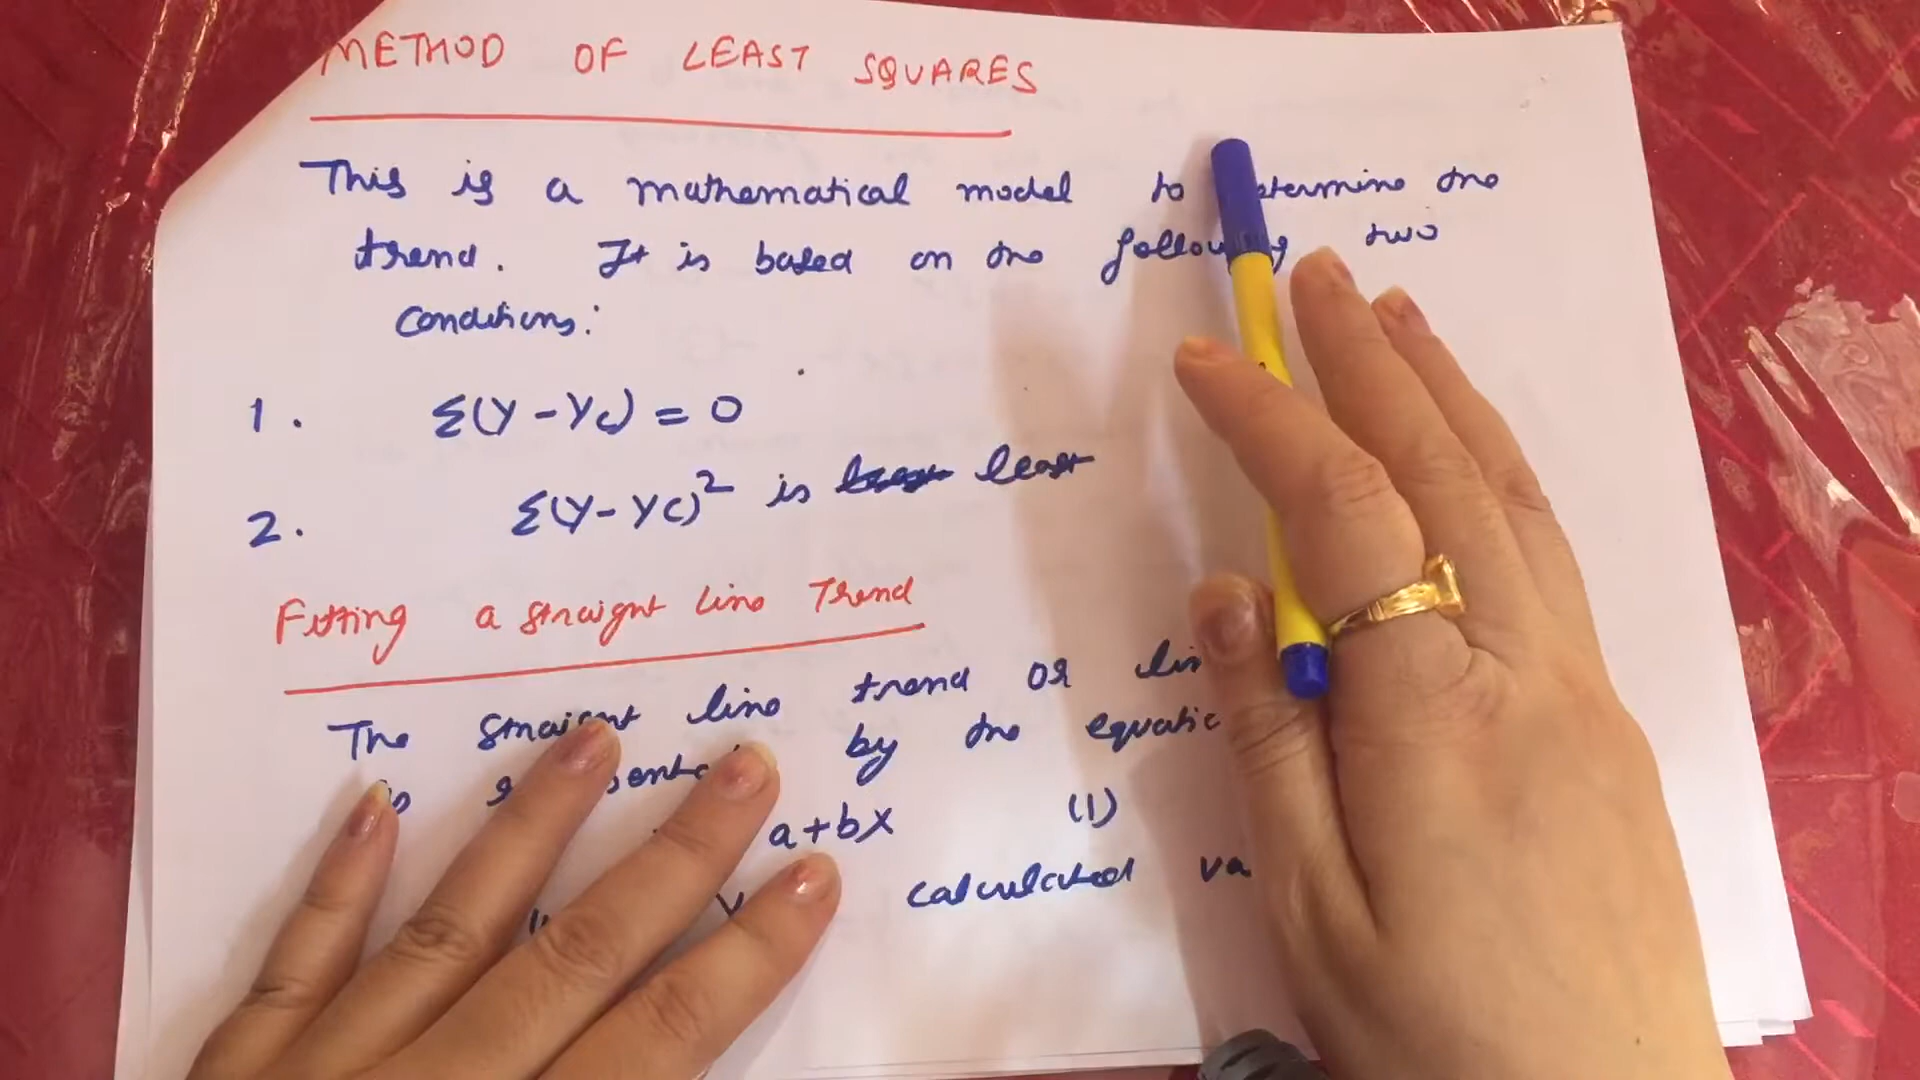 METHOD OF LEAST SQUARES
This is a mathematical model to determine the
trend. It is based on the following two
conditions:
1. Σ(Y-Yc) = 0
2. Σ(Y-YC)² is least
Fitting a straight line Trend
The straight line trend or lin
by the equatio
a+bX (1)
calculated va